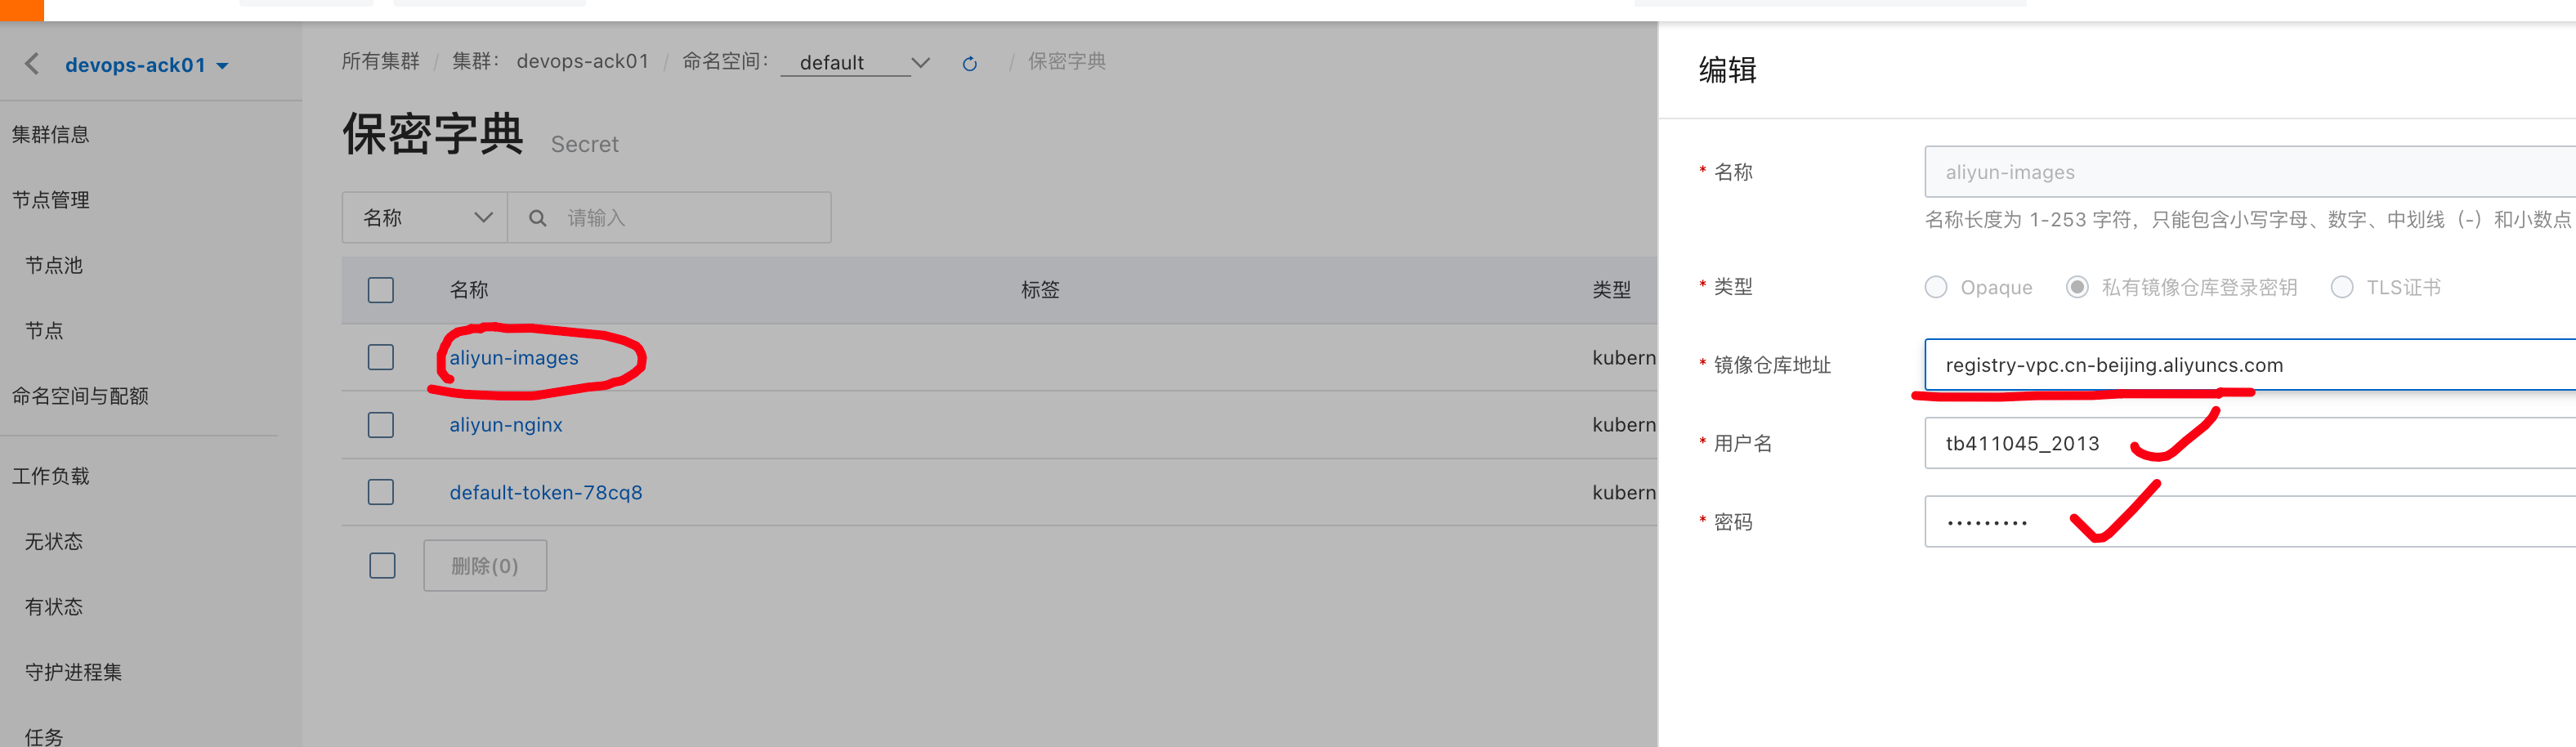 devops-ack01
集群信息
节点管理
节点池
节点
命名空间与配额
工作负载
无状态
有状态
守护进程集
任务
所有集群 / 集群： devops-ack01 / 命名空间： default / 保密字典
保密字典 Secret
名称 请输入
名称 标签 类型
aliyun-images kubern
aliyun-nginx kubern
default-token-78cq8 kubern
删除(0)
编辑
* 名称 aliyun-images
名称长度为 1-253 字符，只能包含小写字母、数字、中划线（-）和小数点
* 类型 Opaque 私有镜像仓库登录密钥 TLS证书
* 镜像仓库地址 registry-vpc.cn-beijing.aliyuncs.com
* 用户名 tb411045_2013
* 密码 •••••••••